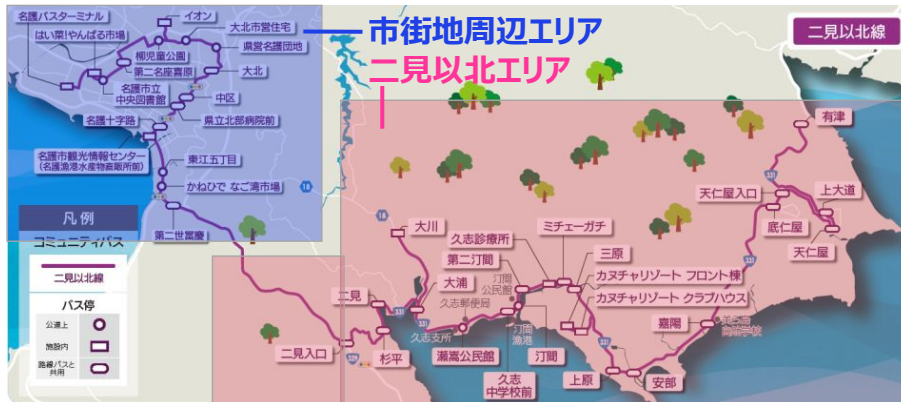 市街地周辺エリア
二見以北エリア
二見以北線
名護バスターミナル
はい菜!やんばる市場
イオン
大北市営住宅
県営名護団地
柳児童公園
第二名座喜原
名護市立
中央図書館
大北
中区
県立北部病院前
名護十字路
名護市観光情報センター
(名護漁港水産物直販所前)
東江五丁目
かねひで なご湾市場
第二世冨慶
18
凡例
コミュニティバス
二見以北線
バス停
公道上
施設内
路線バスと
共用
二見入口
二見
杉平
329
331
18
大川
大浦
331
久志郵便局
久志支所
瀬嵩公民館
久志診療所
第二汀間
汀間
公民館
汀間
漁港
汀間
久志
中学校前
ミチェーガチ
三原
カヌチャリゾート フロント棟
カヌチャリゾート クラブハウス
上原
331
安部
嘉陽
331
天仁屋入口
331
有津
底仁屋
上大道
天仁屋